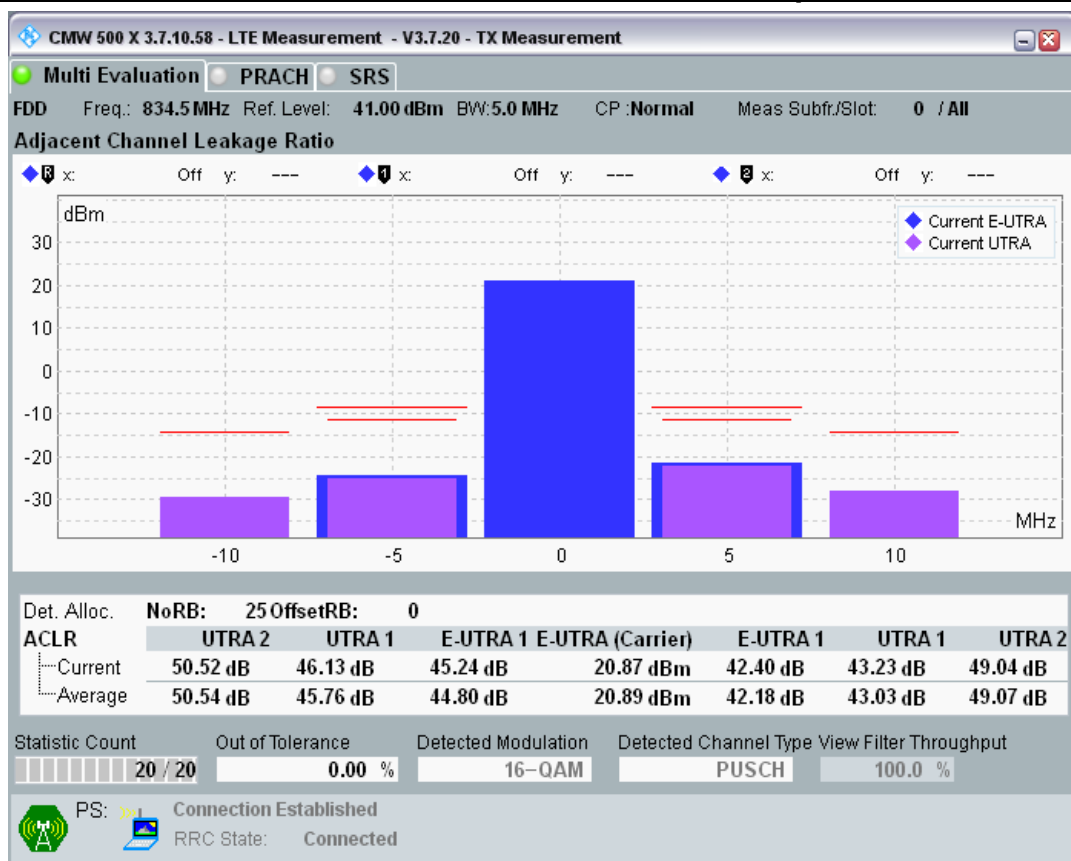 CMW 500 X 3.7.10.58 - LTE Measurement - V3.7.20 - TX Measurement
Multi Evaluation PRACH SRS
FDD Freq.: 834.5 MHz Ref. Level: 41.00 dBm BW:5.0 MHz CP :Normal Meas Subfr./Slot: 0 / All
Adjacent Channel Leakage Ratio
R x: Off y: --- 1 x: Off y: --- 2 x: Off y: ---
dBm
Current E-UTRA
Current UTRA
30
20
10
0
-10
-20
-30
MHz
-10 -5 0 5 10
Det. Alloc. NoRB: 25 OffsetRB: 0
ACLR UTRA 2 UTRA 1 E-UTRA 1 E-UTRA (Carrier) E-UTRA 1 UTRA 1 UTRA 2
Current 50.52 dB 46.13 dB 45.24 dB 20.87 dBm 42.40 dB 43.23 dB 49.04 dB
Average 50.54 dB 45.76 dB 44.80 dB 20.89 dBm 42.18 dB 43.03 dB 49.07 dB
Statistic Count Out of Tolerance Detected Modulation Detected Channel Type View Filter Throughput
20 / 20 0.00 % 16-QAM PUSCH 100.0 %
PS: Connection Established
RRC State: Connected